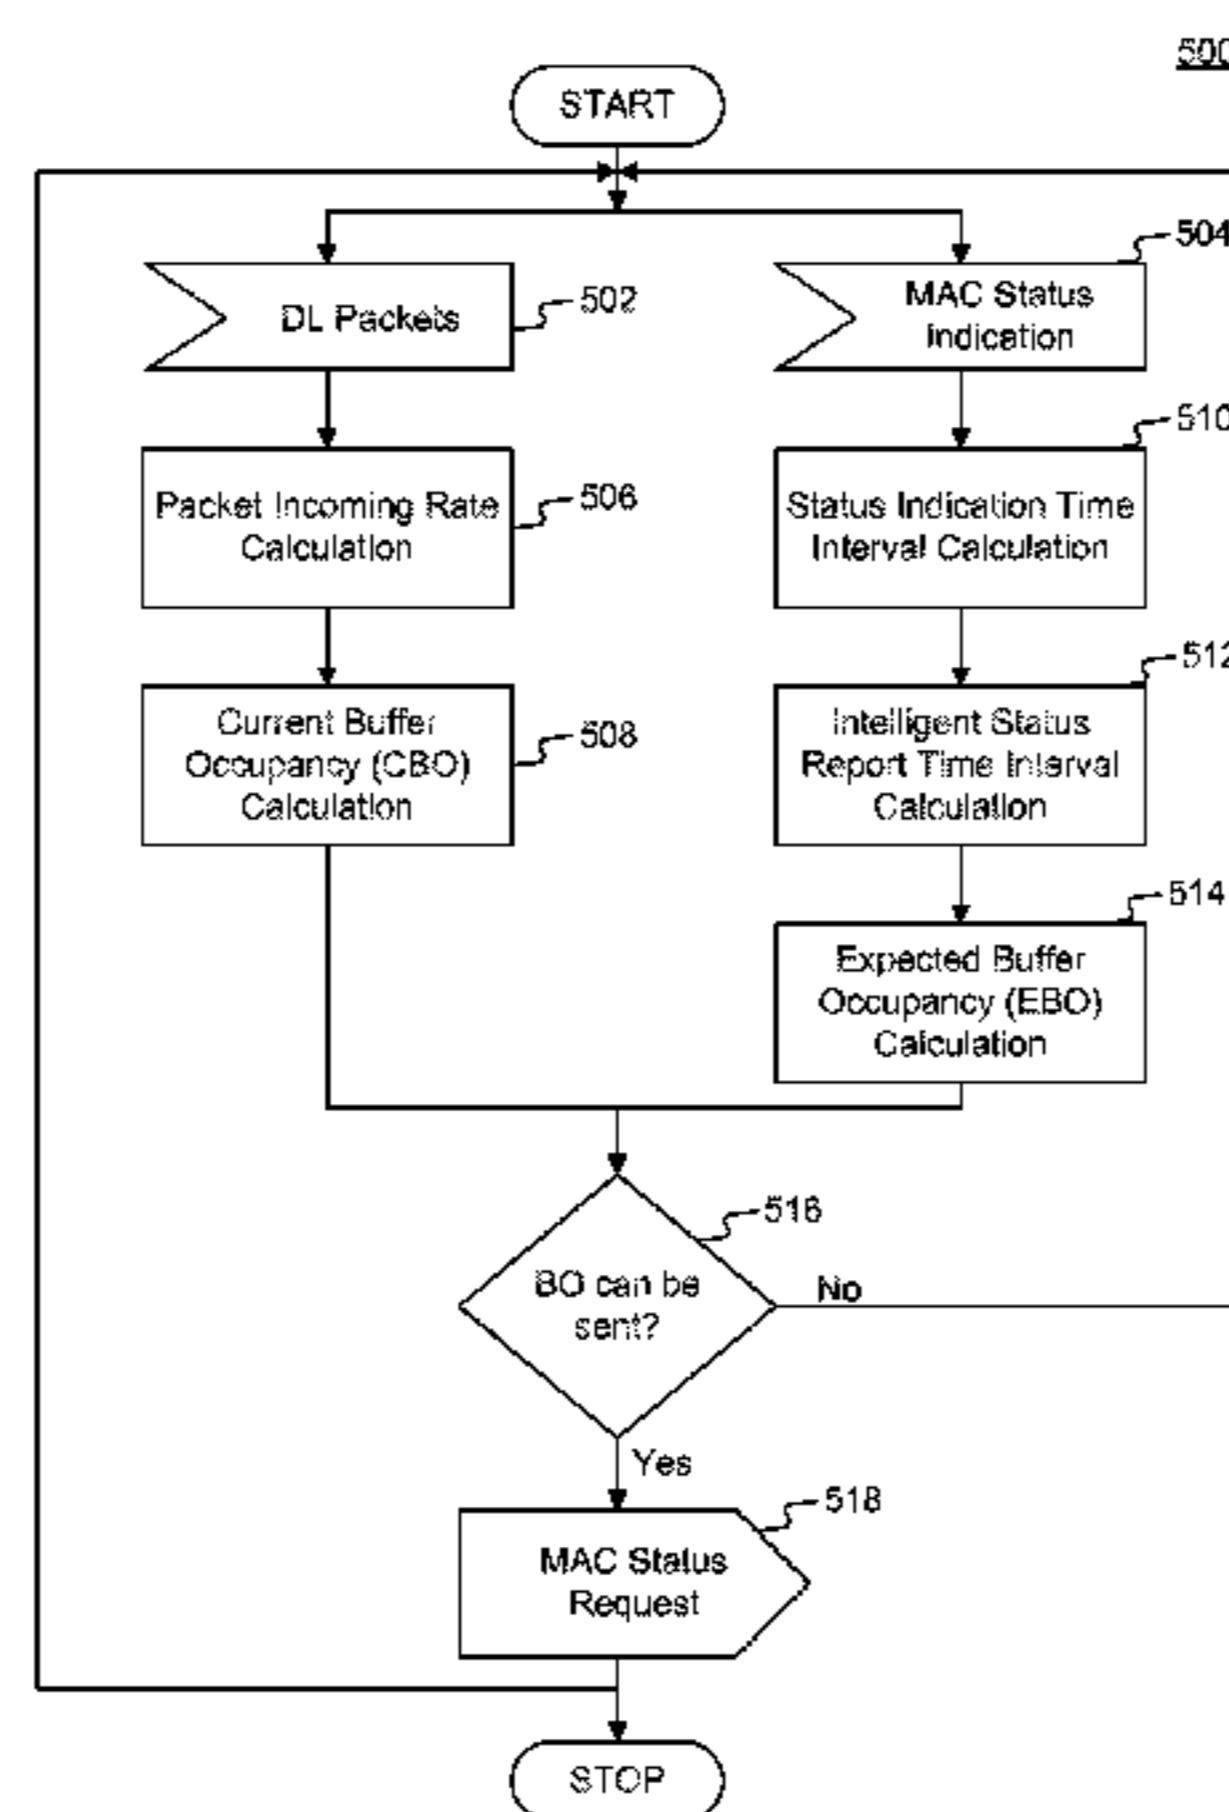 500
START
DL Packets
502
MAC Status
Indication
504
Packet Incoming Rate
Calculation
506
Status Indication Time
Interval Calculation
510
Current Buffer
Occupancy (CBO)
Calculation
508
Intelligent Status
Report Time Interval
Calculation
512
Expected Buffer
Occupancy (EBO)
Calculation
514
BO can be
sent?
516
No
Yes
MAC Status
Request
518
STOP